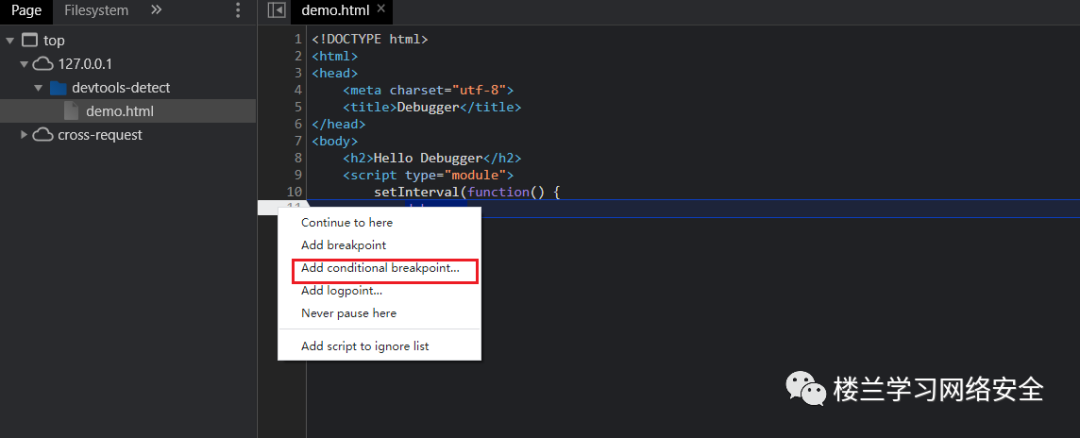 Page Filesystem
top
127.0.0.1
devtools-detect
demo.html
cross-request
demo.html
1 <!DOCTYPE html>
2 <html>
3 <head>
4 <meta charset="utf-8">
5 <title>Debugger</title>
6 </head>
7 <body>
8 <h2>Hello Debugger</h2>
9 <script type="module">
10 setInterval(function() {
11
Continue to here
Add breakpoint
Add conditional breakpoint...
Add logpoint...
Never pause here
Add script to ignore list
楼兰学习网络安全